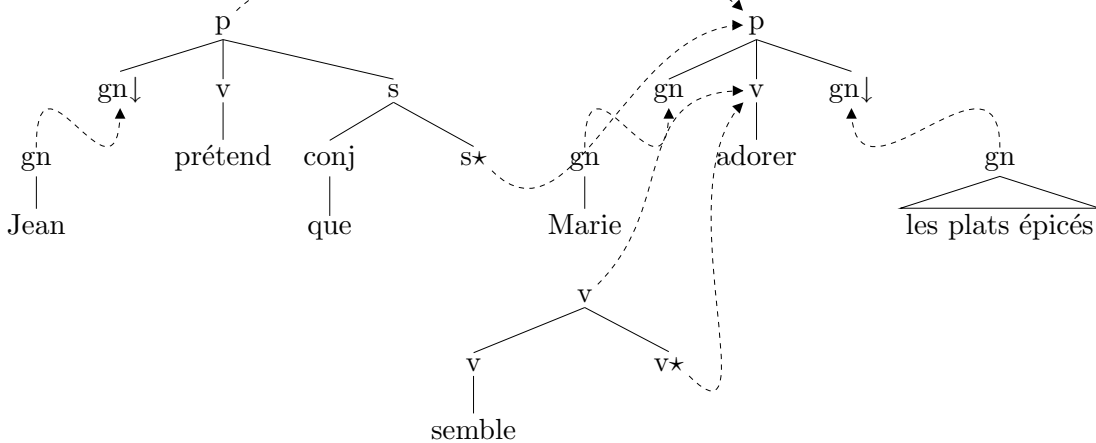 p p
gn↓ v s gn v gn↓
gn prétend conj s⋆ gn adorer gn
Jean que Marie les plats épicés
v
v v⋆
semble